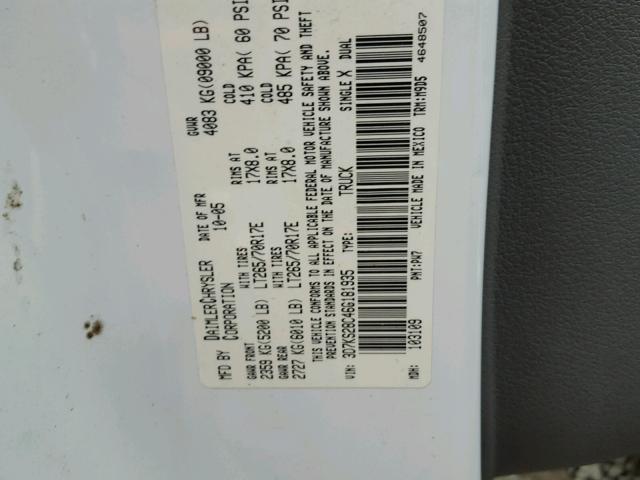 MFD BY DAIMLERCHRYSLER CORPORATION DATE OF MFR 10-05 GVWR 4083 KG(09000 LB)
GAWR FRONT WITH TIRES RIMS AT COLD
2359 KG(5200 LB) LT265/70R17E 17X8.0 410 KPA( 60 PSI
GAWR REAR WITH TIRES RIMS AT COLD
2727 KG(6010 LB) LT265/70R17E 17X8.0 485 KPA( 70 PSI
THIS VEHICLE CONFORMS TO ALL APPLICABLE FEDERAL MOTOR VEHICLE SAFETY AND THEFT
PREVENTION STANDARDS IN EFFECT ON THE DATE OF MANUFACTURE SHOWN ABOVE.
VIN: 3D7KS28C46G181935 TYPE: TRUCK SINGLE X DUAL
MDH: 103109 PNT:PW7 VEHICLE MADE IN MEXICO TRM:M9D5 4648507